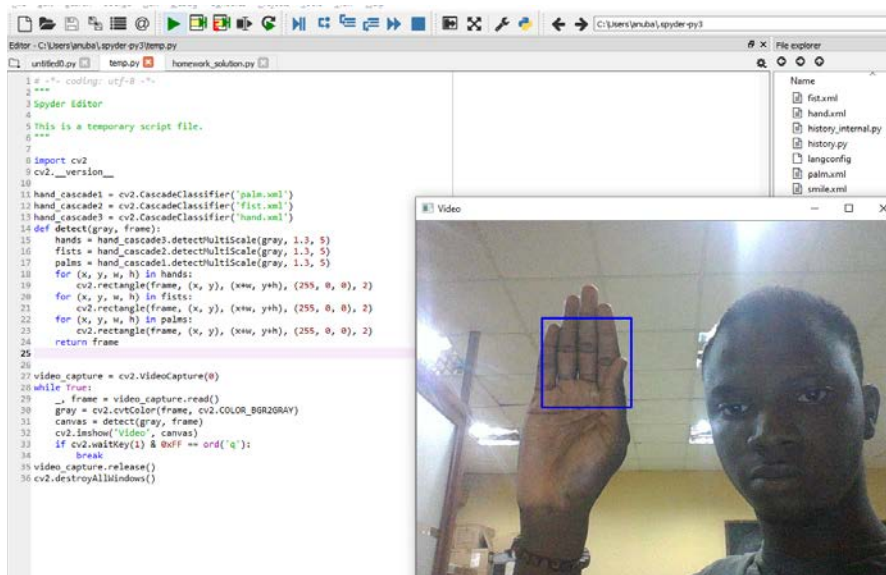 C:\Users\anuba\.spyder-py3
Editor - C:\Users\anuba\.spyder-py3\temp.py
File explorer
untitled0.py
temp.py
homework_solution.py
Name
1 # -*- coding: utf-8 -*-
2 """
3 Spyder Editor
4
5 This is a temporary script file.
6 """
7
8 import cv2
9 cv2.__version__
10
11 hand_cascade1 = cv2.CascadeClassifier('palm.xml')
12 hand_cascade2 = cv2.CascadeClassifier('fist.xml')
13 hand_cascade3 = cv2.CascadeClassifier('hand.xml')
14 def detect(gray, frame):
15     hands = hand_cascade3.detectMultiScale(gray, 1.3, 5)
16     fists = hand_cascade2.detectMultiScale(gray, 1.3, 5)
17     palms = hand_cascade1.detectMultiScale(gray, 1.3, 5)
18     for (x, y, w, h) in hands:
19         cv2.rectangle(frame, (x, y), (x+w, y+h), (255, 0, 0), 2)
20     for (x, y, w, h) in fists:
21         cv2.rectangle(frame, (x, y), (x+w, y+h), (255, 0, 0), 2)
22     for (x, y, w, h) in palms:
23         cv2.rectangle(frame, (x, y), (x+w, y+h), (255, 0, 0), 2)
24     return frame
25
26
27 video_capture = cv2.VideoCapture(0)
28 while True:
29     _, frame = video_capture.read()
30     gray = cv2.cvtColor(frame, cv2.COLOR_BGR2GRAY)
31     canvas = detect(gray, frame)
32     cv2.imshow('Video', canvas)
33     if cv2.waitKey(1) & 0xFF == ord('q'):
34         break
35 video_capture.release()
36 cv2.destroyAllWindows()
fist.xml
hand.xml
history_internal.py
history.py
langconfig
palm.xml
smile.xml
Video